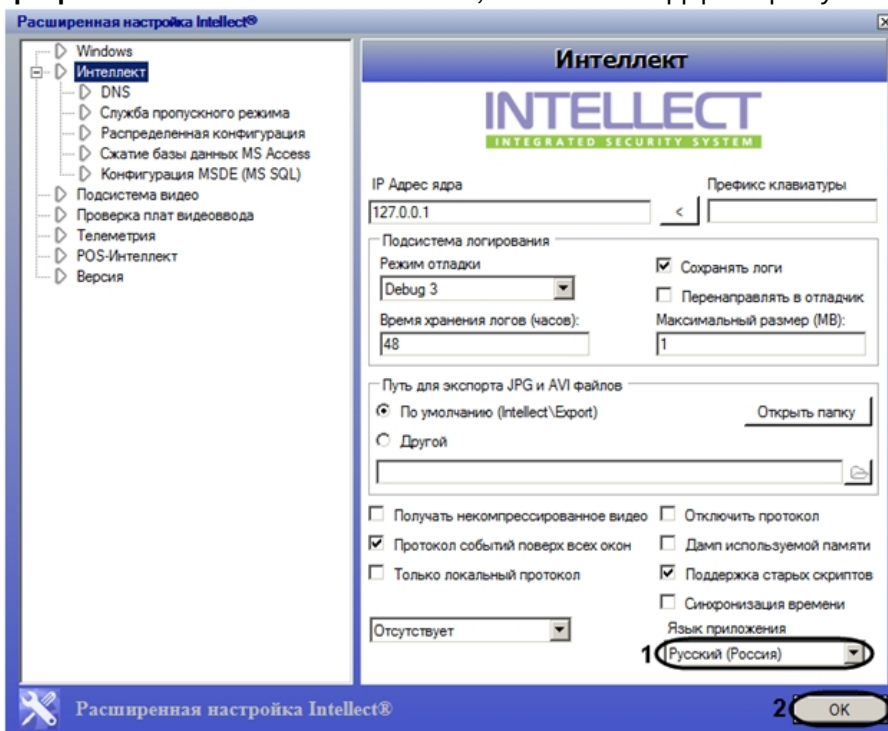 Расширенная настройка Intellect®
Windows
Интеллект
DNS
Служба пропускного режима
Распределенная конфигурация
Сжатие базы данных MS Access
Конфигурация MSDE (MS SQL)
Подсистема видео
Проверка плат видеоввода
Телеметрия
POS-Интеллект
Версия
Интеллект
INTELLECT
INTEGRATED SECURITY SYSTEM
IP Адрес ядра
Префикс клавиатуры
127.0.0.1
<
Подсистема логирования
Режим отладки
Сохранять логи
Debug 3
Перенаправлять в отладчик
Время хранения логов (часов):
Максимальный размер (MB):
48
1
Путь для экспорта JPG и AVI файлов
По умолчанию (Intellect\Export)
Открыть папку
Другой
Получать некомпрессированное видео
Отключить протокол
Протокол событий поверх всех окон
Дамп используемой памяти
Только локальный протокол
Поддержка старых скриптов
Синхронизация времени
Отсутствует
Язык приложения
1
Русский (Россия)
Расширенная настройка Intellect®
2
OK